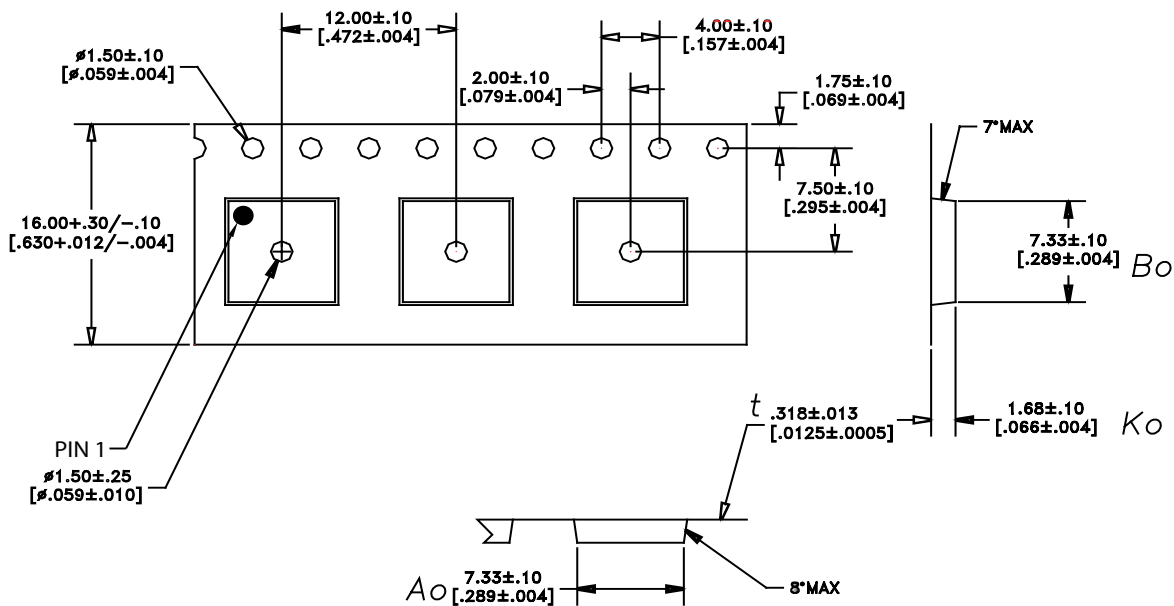 12.00±.10
[.472±.004]
4.00±.10
[.157±.004]
ø1.50±.10
[ø.059±.004]
2.00±.10
[.079±.004]
1.75±.10
[.069±.004]
7°MAX
16.00+.30/-.10
[.630+.012/-.004]
7.50±.10
[.295±.004]
7.33±.10
[.289±.004]
Bo
t
.318±.013
[.0125±.0005]
1.68±.10
[.066±.004]
Ko
PIN 1
ø1.50±.25
[ø.059±.010]
Ao
7.33±.10
[.289±.004]
8°MAX